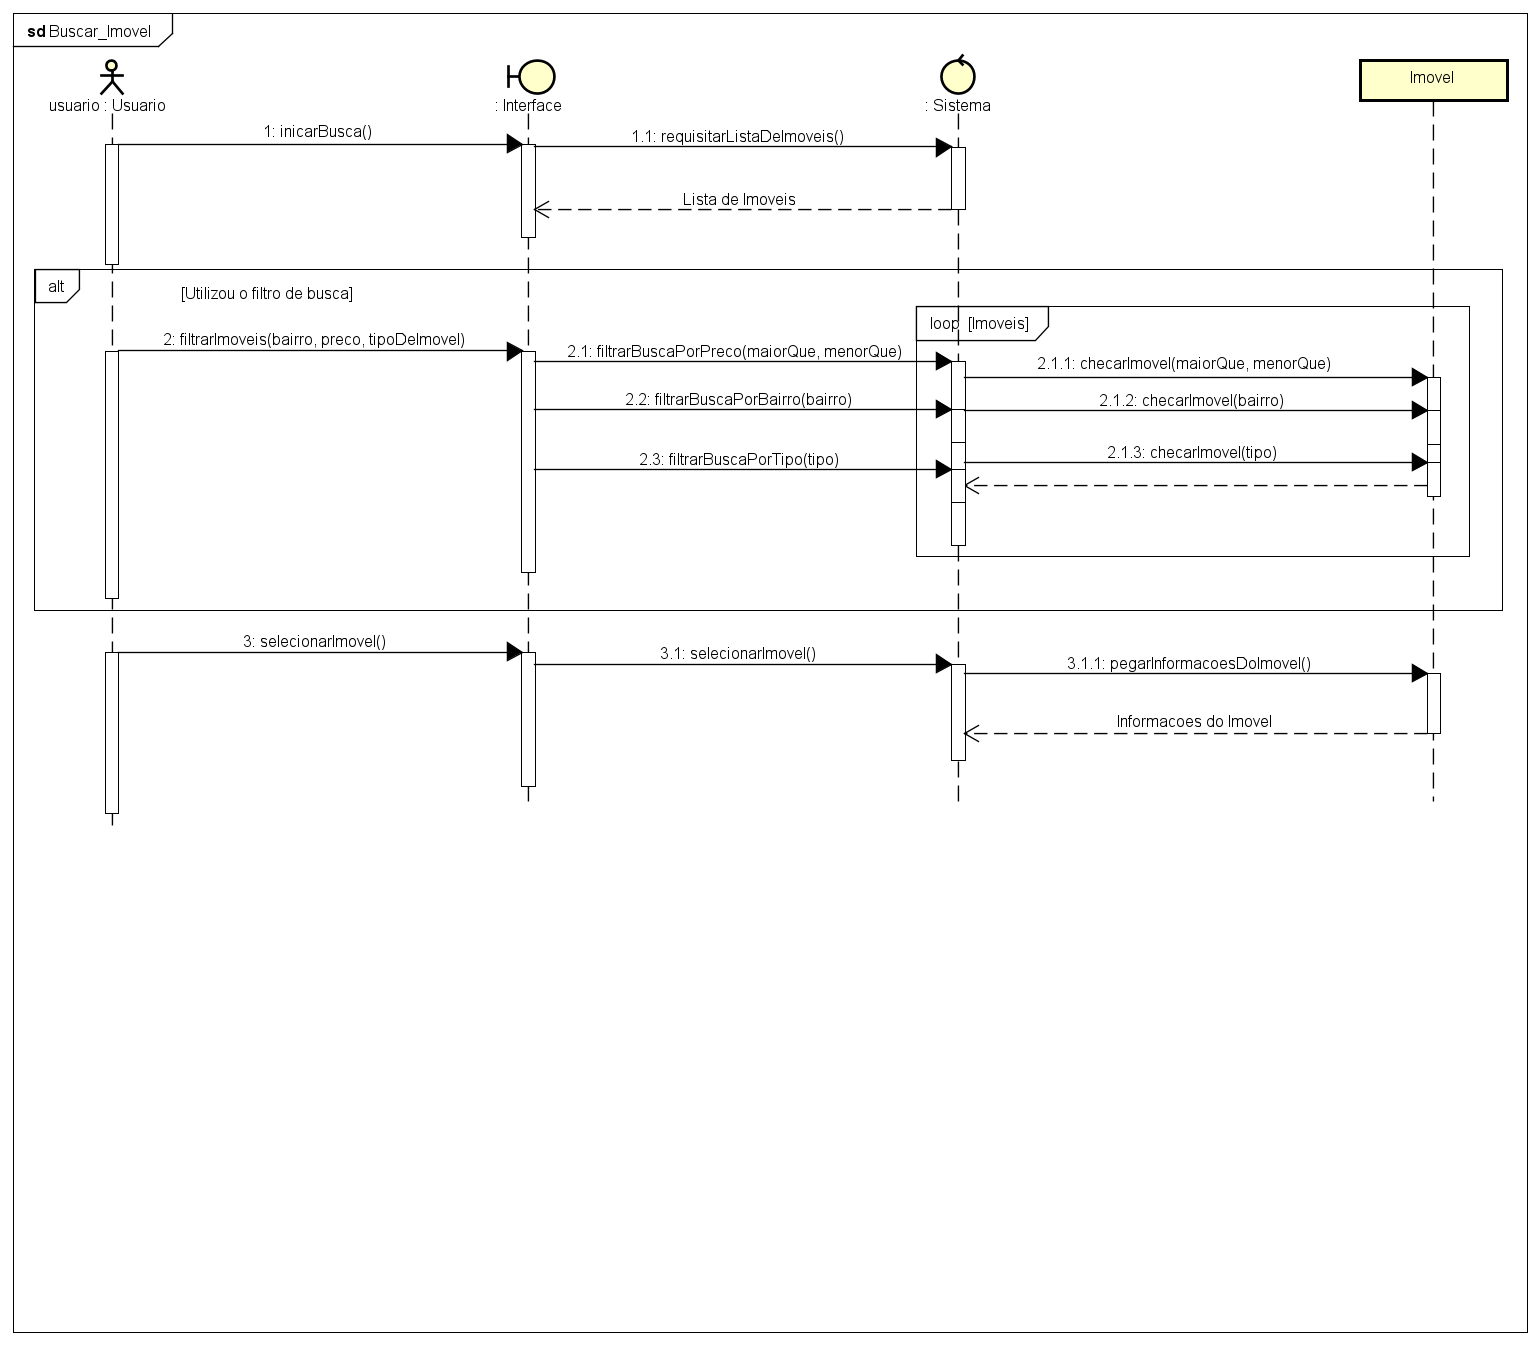 sd Buscar_Imovel
usuario : Usuario
: Interface
: Sistema
Imovel
1: inicarBusca()
1.1: requisitarListaDeImoveis()
Lista de Imoveis
alt
[Utilizou o filtro de busca]
loop [Imoveis]
2: filtrarImoveis(bairro, preco, tipoDeImovel)
2.1: filtrarBuscaPorPreco(maiorQue, menorQue)
2.1.1: checarImovel(maiorQue, menorQue)
2.2: filtrarBuscaPorBairro(bairro)
2.1.2: checarImovel(bairro)
2.3: filtrarBuscaPorTipo(tipo)
2.1.3: checarImovel(tipo)
3: selecionarImovel()
3.1: selecionarImovel()
3.1.1: pegarInformacoesDoImovel()
Informacoes do Imovel